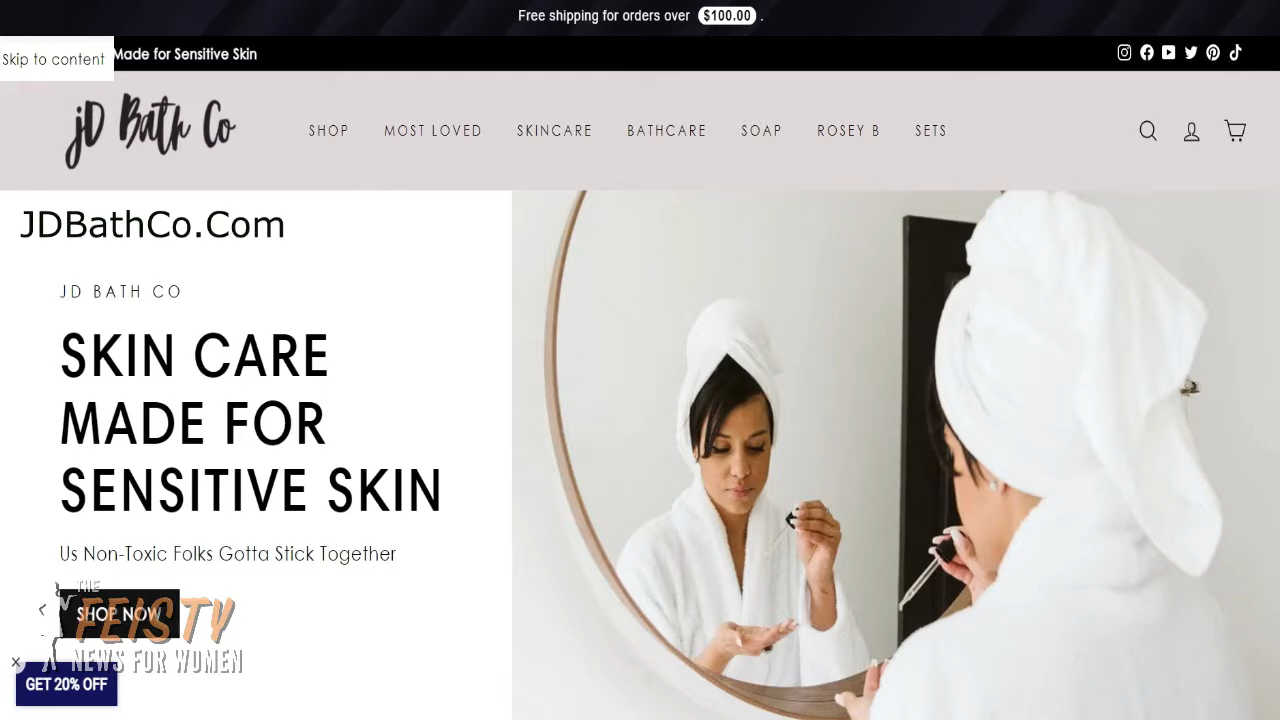 Free shipping for orders over $100.00 .
Skip to content
Made for Sensitive Skin
jD Bath Co
SHOP MOST LOVED SKINCARE BATHCARE SOAP ROSEY B SETS
JDBathCo.Com
JD BATH CO
SKIN CARE
MADE FOR
SENSITIVE SKIN
Us Non-Toxic Folks Gotta Stick Together
SHOP NOW
THE
FEISTY
NEWS FOR WOMEN
×
GET 20% OFF